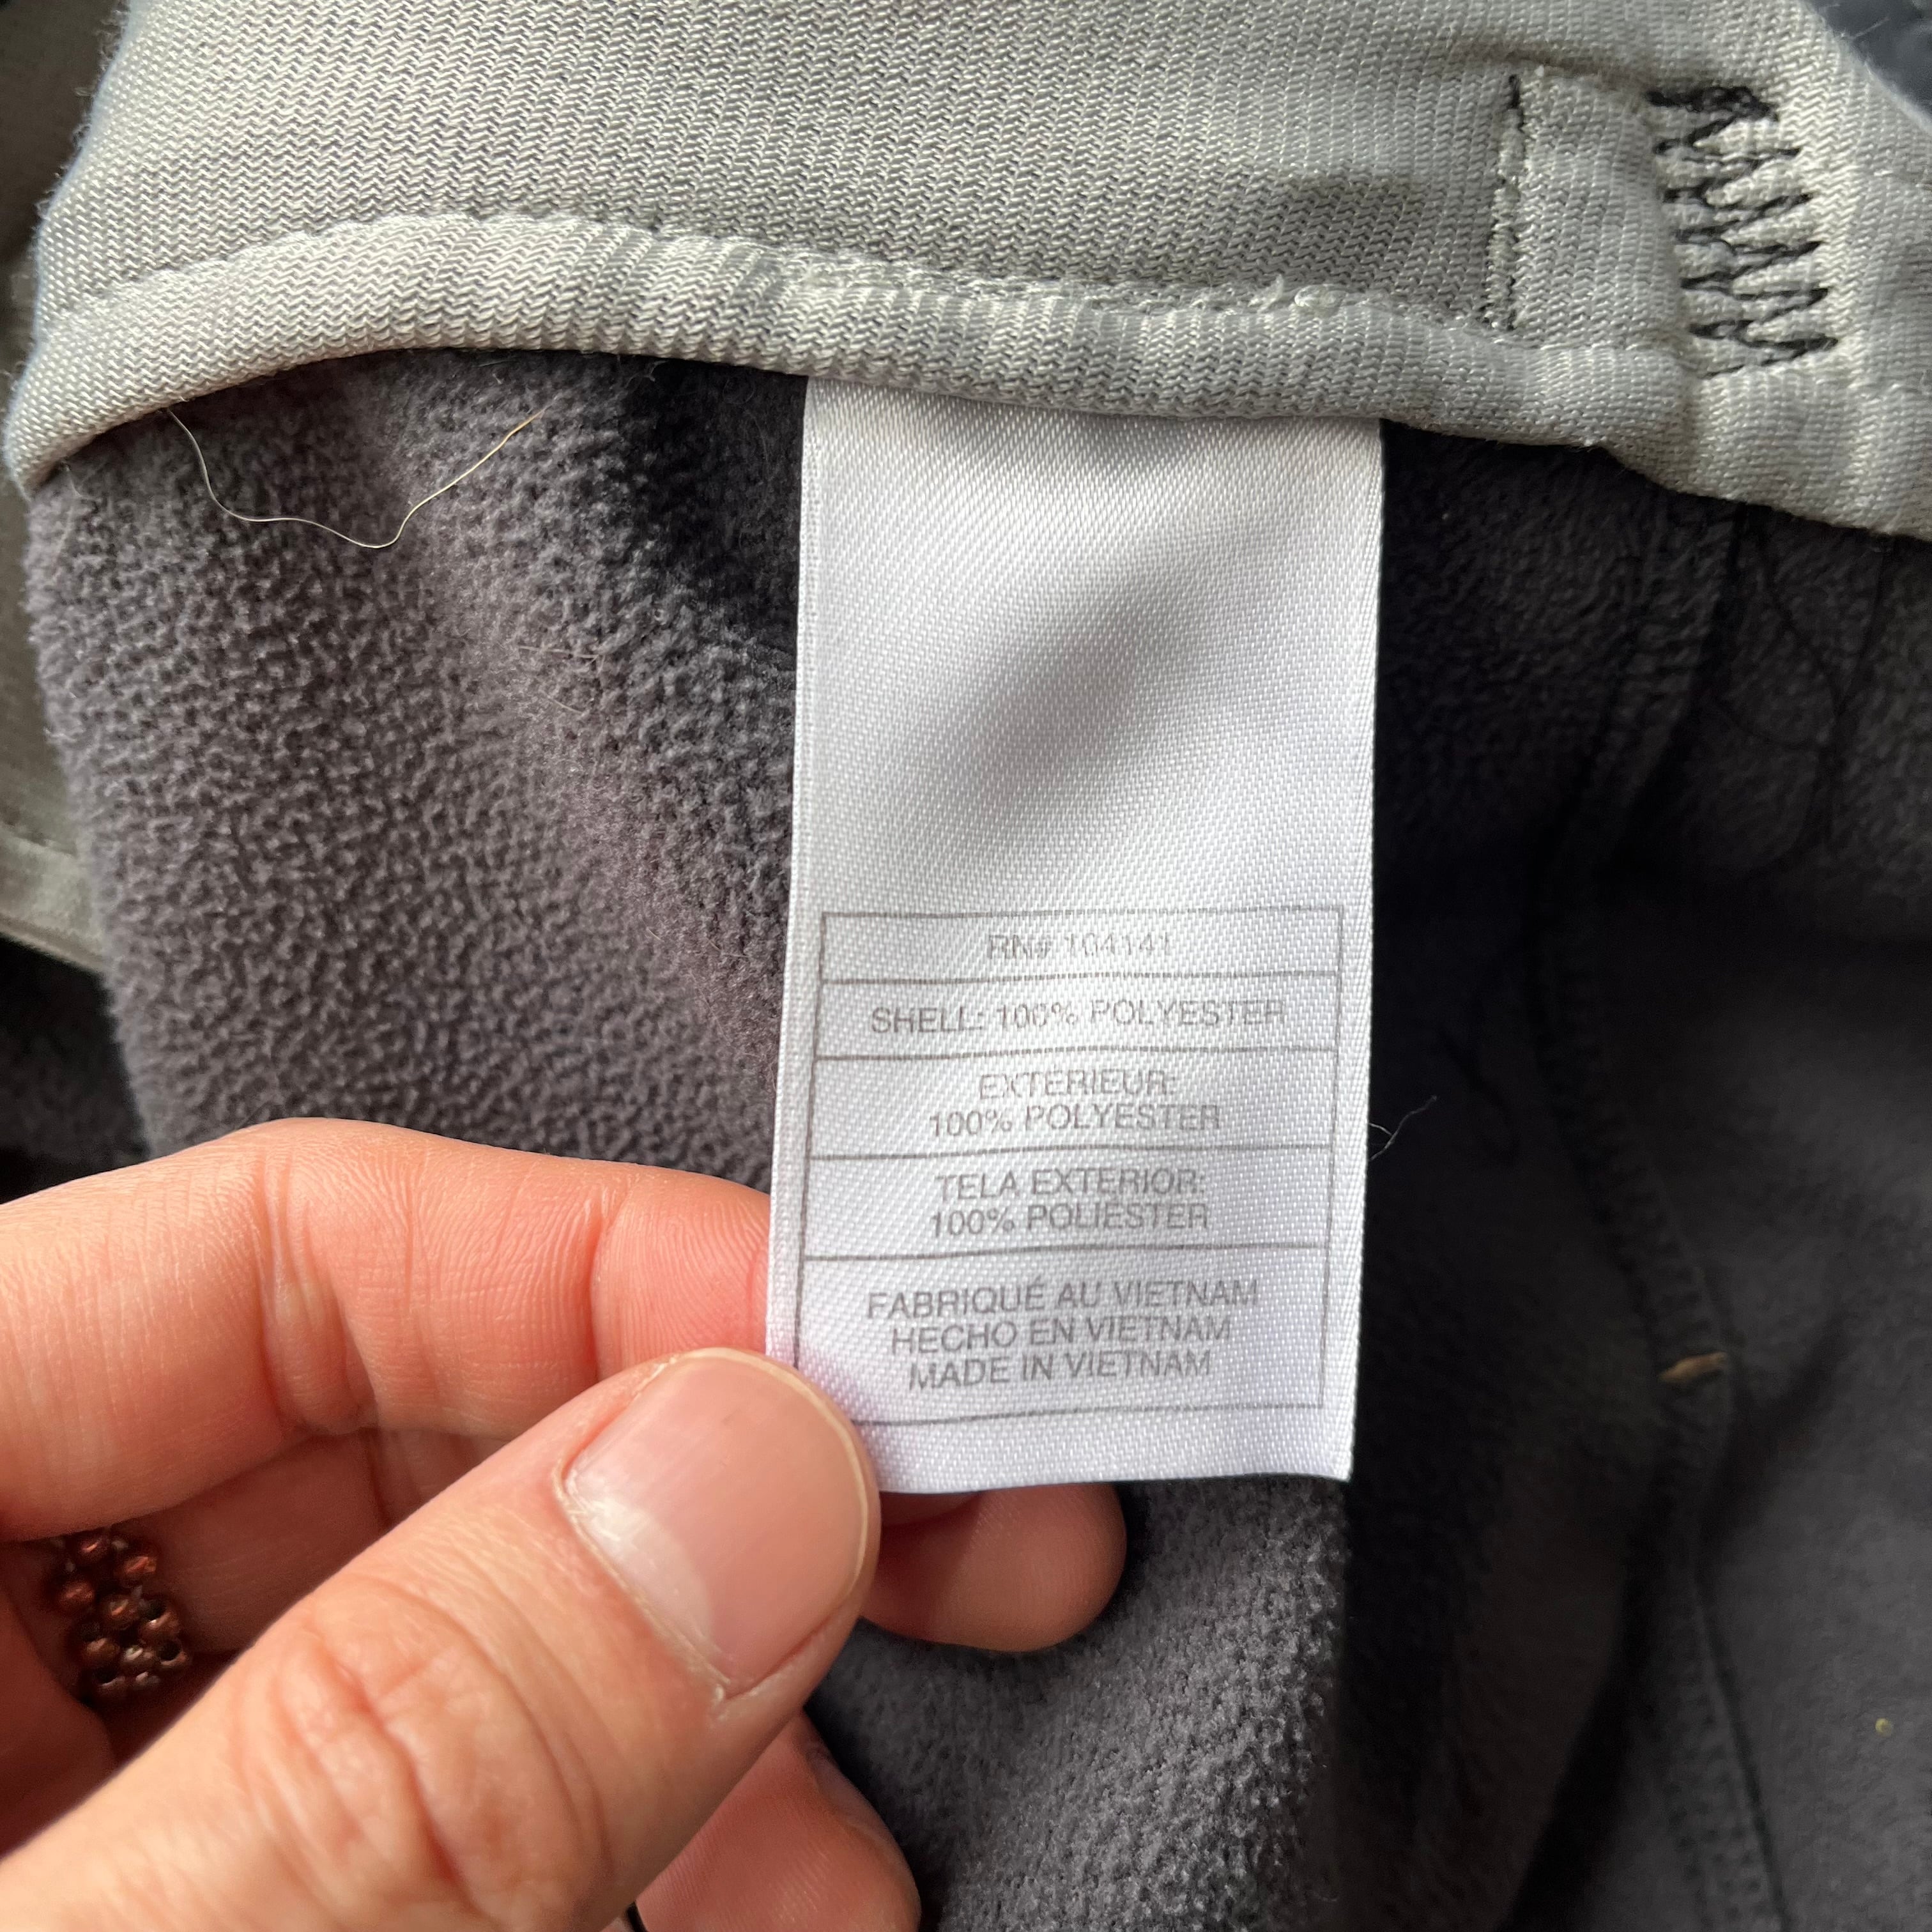 RN# 104141
SHELL: 100% POLYESTER
EXTERIEUR:
100% POLYESTER
TELA EXTERIOR:
100% POLIESTER
FABRIQUÉ AU VIETNAM
HECHO EN VIETNAM
MADE IN VIETNAM